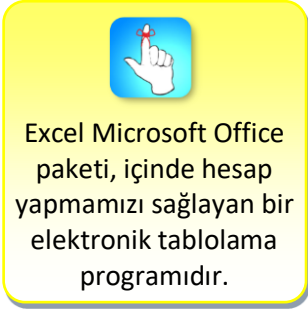 Excel Microsoft Office
paketi, içinde hesap
yapmamızı sağlayan bir
elektronik tablolama
programıdır.